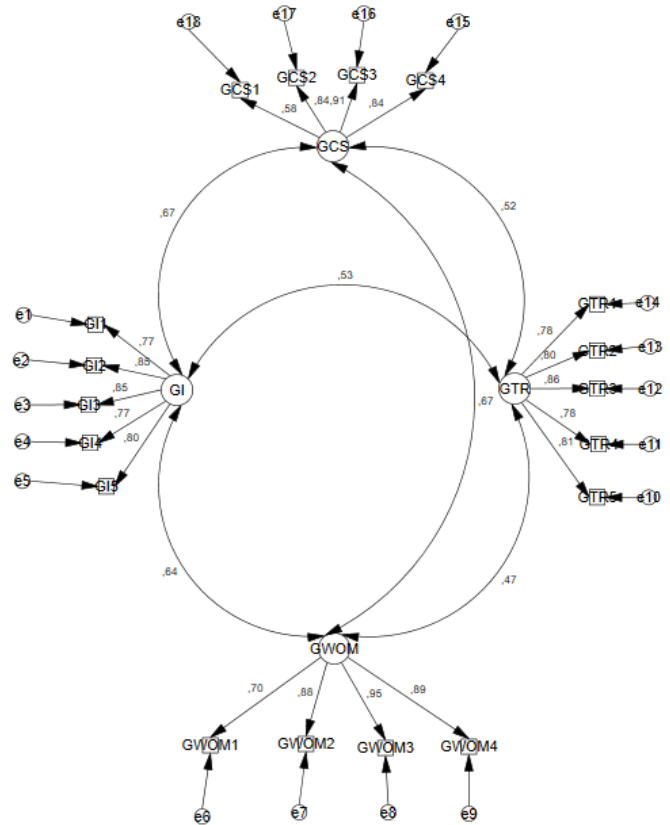 e18
e17
e16
e15
GCS1
GCS2
GCS3
GCS4
,58
,84
,91
,84
GCS
,67
,52
,53
,67
e1
GI1
,77
e2
GI2
,85
e3
GI3
,85
e4
GI4
,77
e5
GI5
,80
GI
GTR
GTR1
e14
,78
GTR2
e13
,80
GTR3
e12
,86
GTR4
e11
,78
GTR5
e10
,81
,64
,47
GWOM
,70
,88
,95
,89
GWOM1
GWOM2
GWOM3
GWOM4
e6
e7
e8
e9